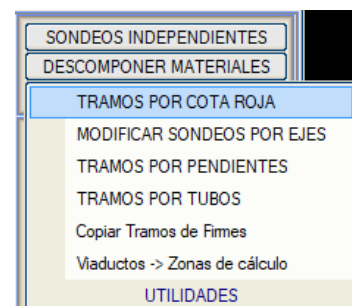 SONDEOS INDEPENDIENTES
DESCOMPONER MATERIALES
TRAMOS POR COTA ROJA
MODIFICAR SONDEOS POR EJES
TRAMOS POR PENDIENTES
TRAMOS POR TUBOS
Copiar Tramos de Firmes
Viaductos -> Zonas de cálculo
UTILIDADES